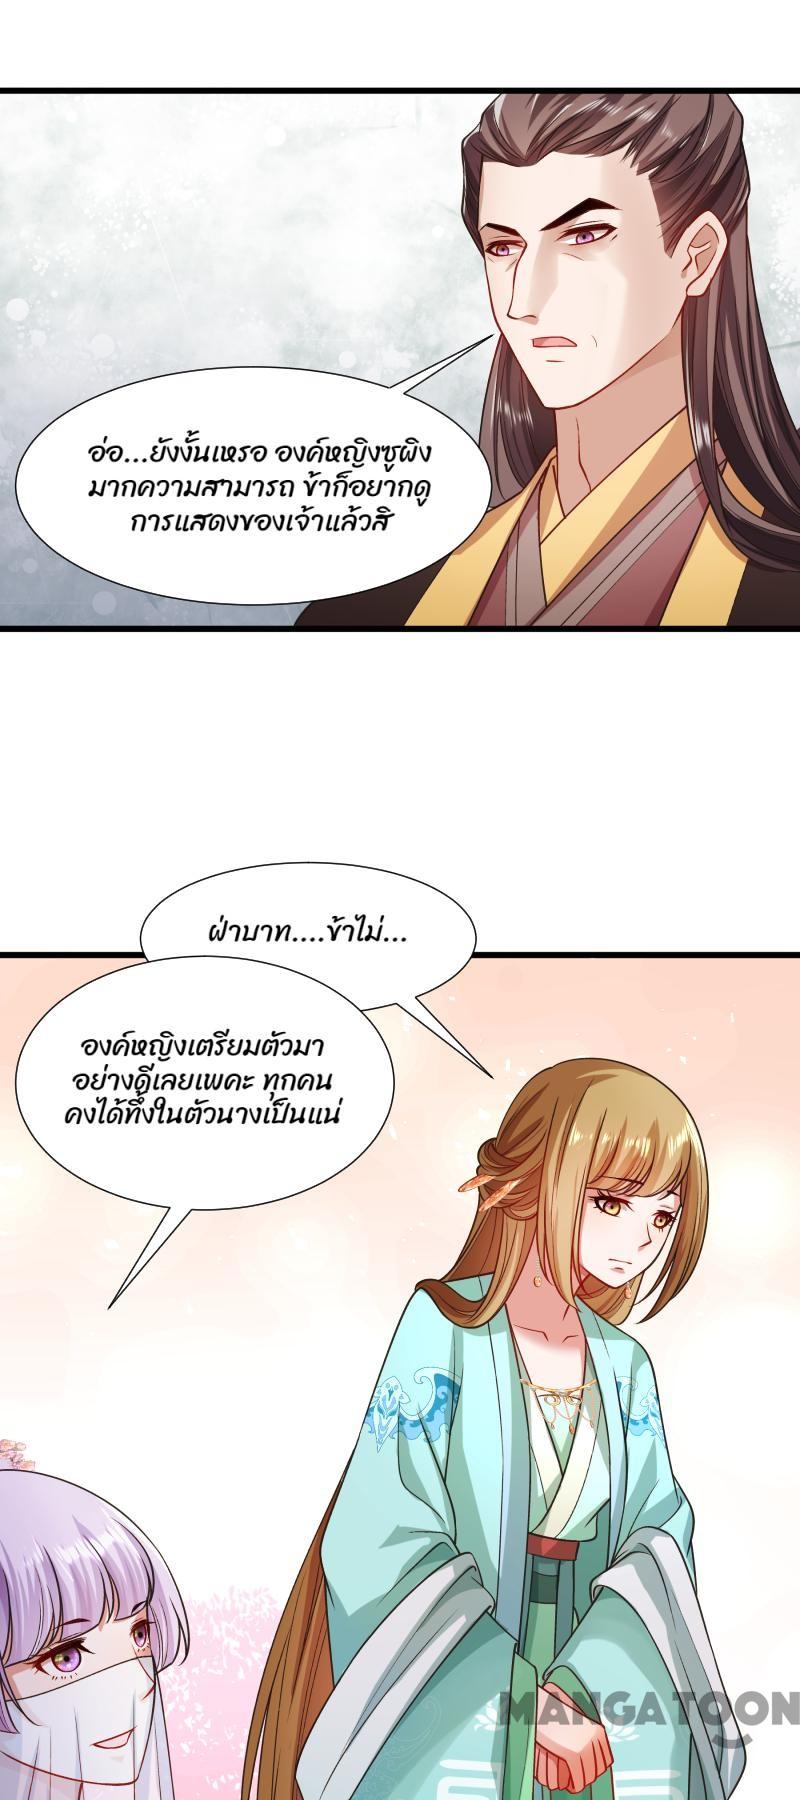 อ่อ...ยังงั้นเหรอ องค์หญิงซูผิง
มากความสามารถ ข้าก็อยากดู
การแสดงของเจ้าแล้วสิ
ฝ่าบาท....ข้าไม่...
องค์หญิงเตรียมตัวมา
อย่างดีเลยเพคะ ทุกคน
คงได้ทึ้งในตัวนางเป็นแน่
MANGATOON